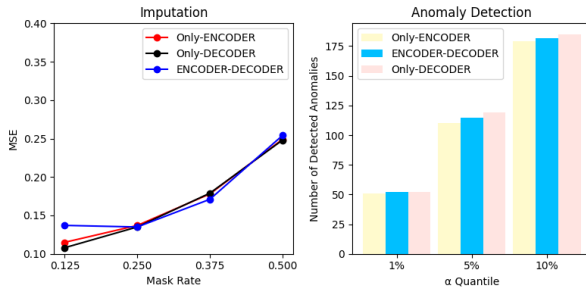 Imputation
0.40
0.35
0.30
0.25
0.20
0.15
0.10
MSE
Only-ENCODER
Only-DECODER
ENCODER-DECODER
0.125
0.250
0.375
0.500
Mask Rate
Anomaly Detection
175
150
125
100
75
50
25
0
Number of Detected Anomalies
Only-ENCODER
ENCODER-DECODER
Only-DECODER
1%
5%
10%
α Quantile